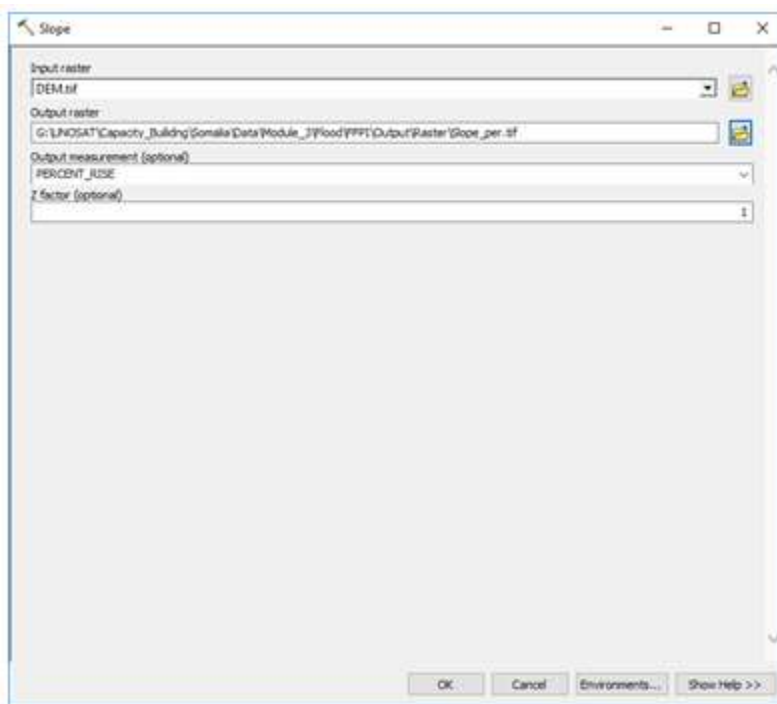 Slope
Input raster
DEM.tif
Output raster
G:\UNOSAT\Capacity_Building\Somalia\Data\Module_3\Flood\FFPI\Output\Raster\Slope_per.tif
Output measurement (optional)
PERCENT_RISE
Z factor (optional)
1
OK Cancel Environments... Show Help >>